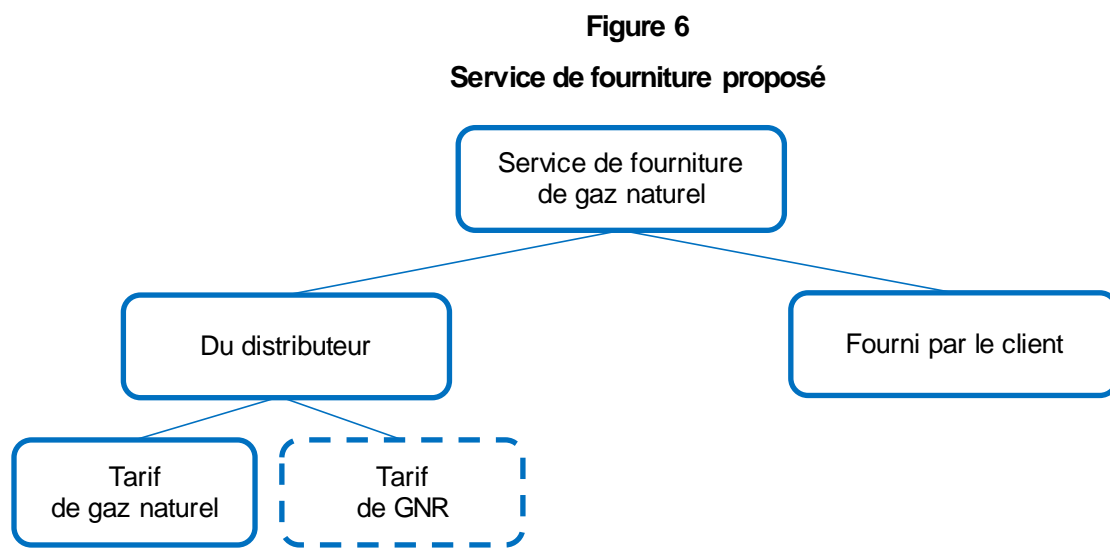 Figure 6
Service de fourniture proposé
Service de fourniture
de gaz naturel
Du distributeur
Fourni par le client
Tarif
de gaz naturel
Tarif
de GNR